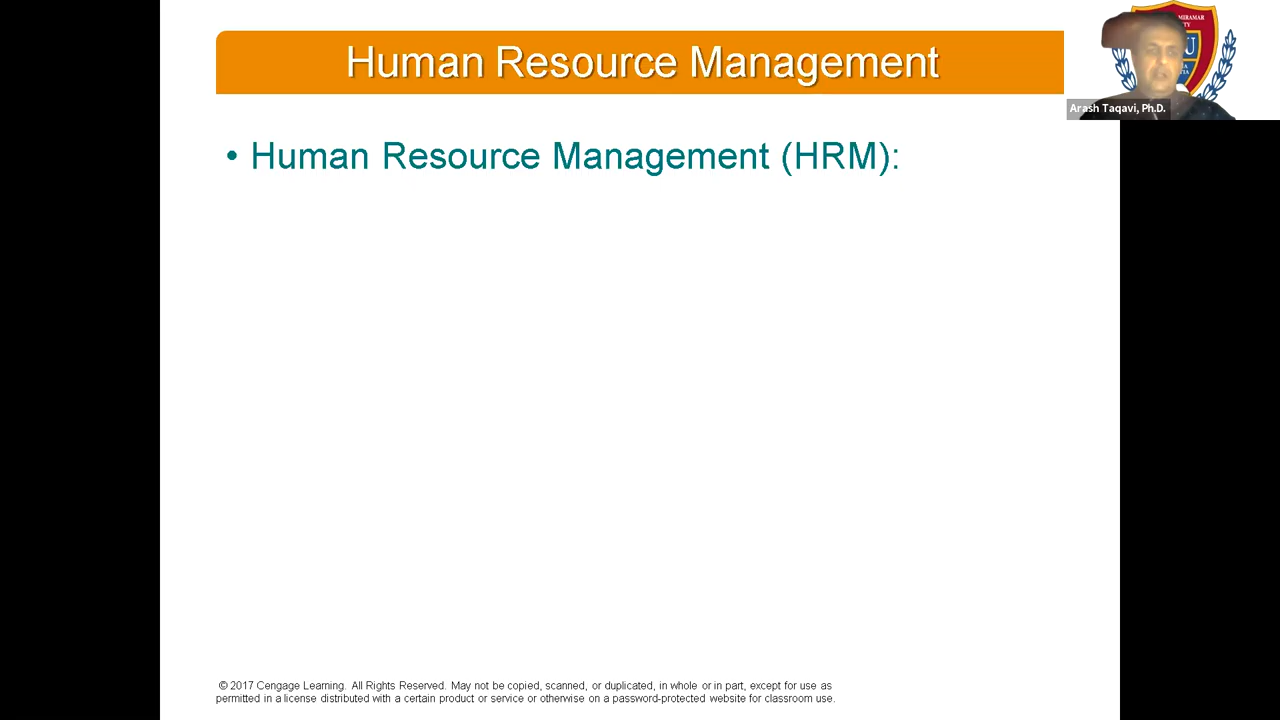 Human Resource Management
MIRAMAR
Arash Taqavi, Ph.D.
• Human Resource Management (HRM):
© 2017 Cengage Learning. All Rights Reserved. May not be copied, scanned, or duplicated, in whole or in part, except for use as
permitted in a license distributed with a certain product or service or otherwise on a password-protected website for classroom use.